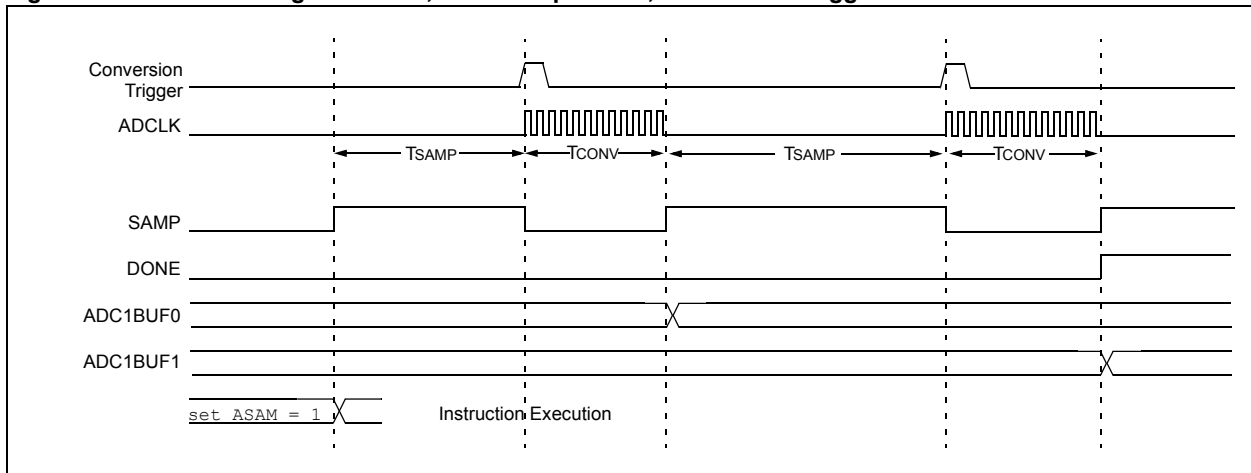 Conversion
Trigger
ADCLK
TSAMP
TCONV
TSAMP
TCONV
SAMP
DONE
ADC1BUF0
ADC1BUF1
set ASAM = 1
Instruction Execution